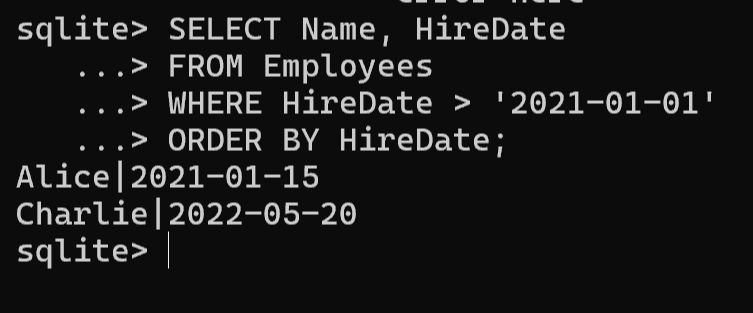 sqlite> SELECT Name, HireDate
   ...> FROM Employees
   ...> WHERE HireDate > '2021-01-01'
   ...> ORDER BY HireDate;
Alice|2021-01-15
Charlie|2022-05-20
sqlite>